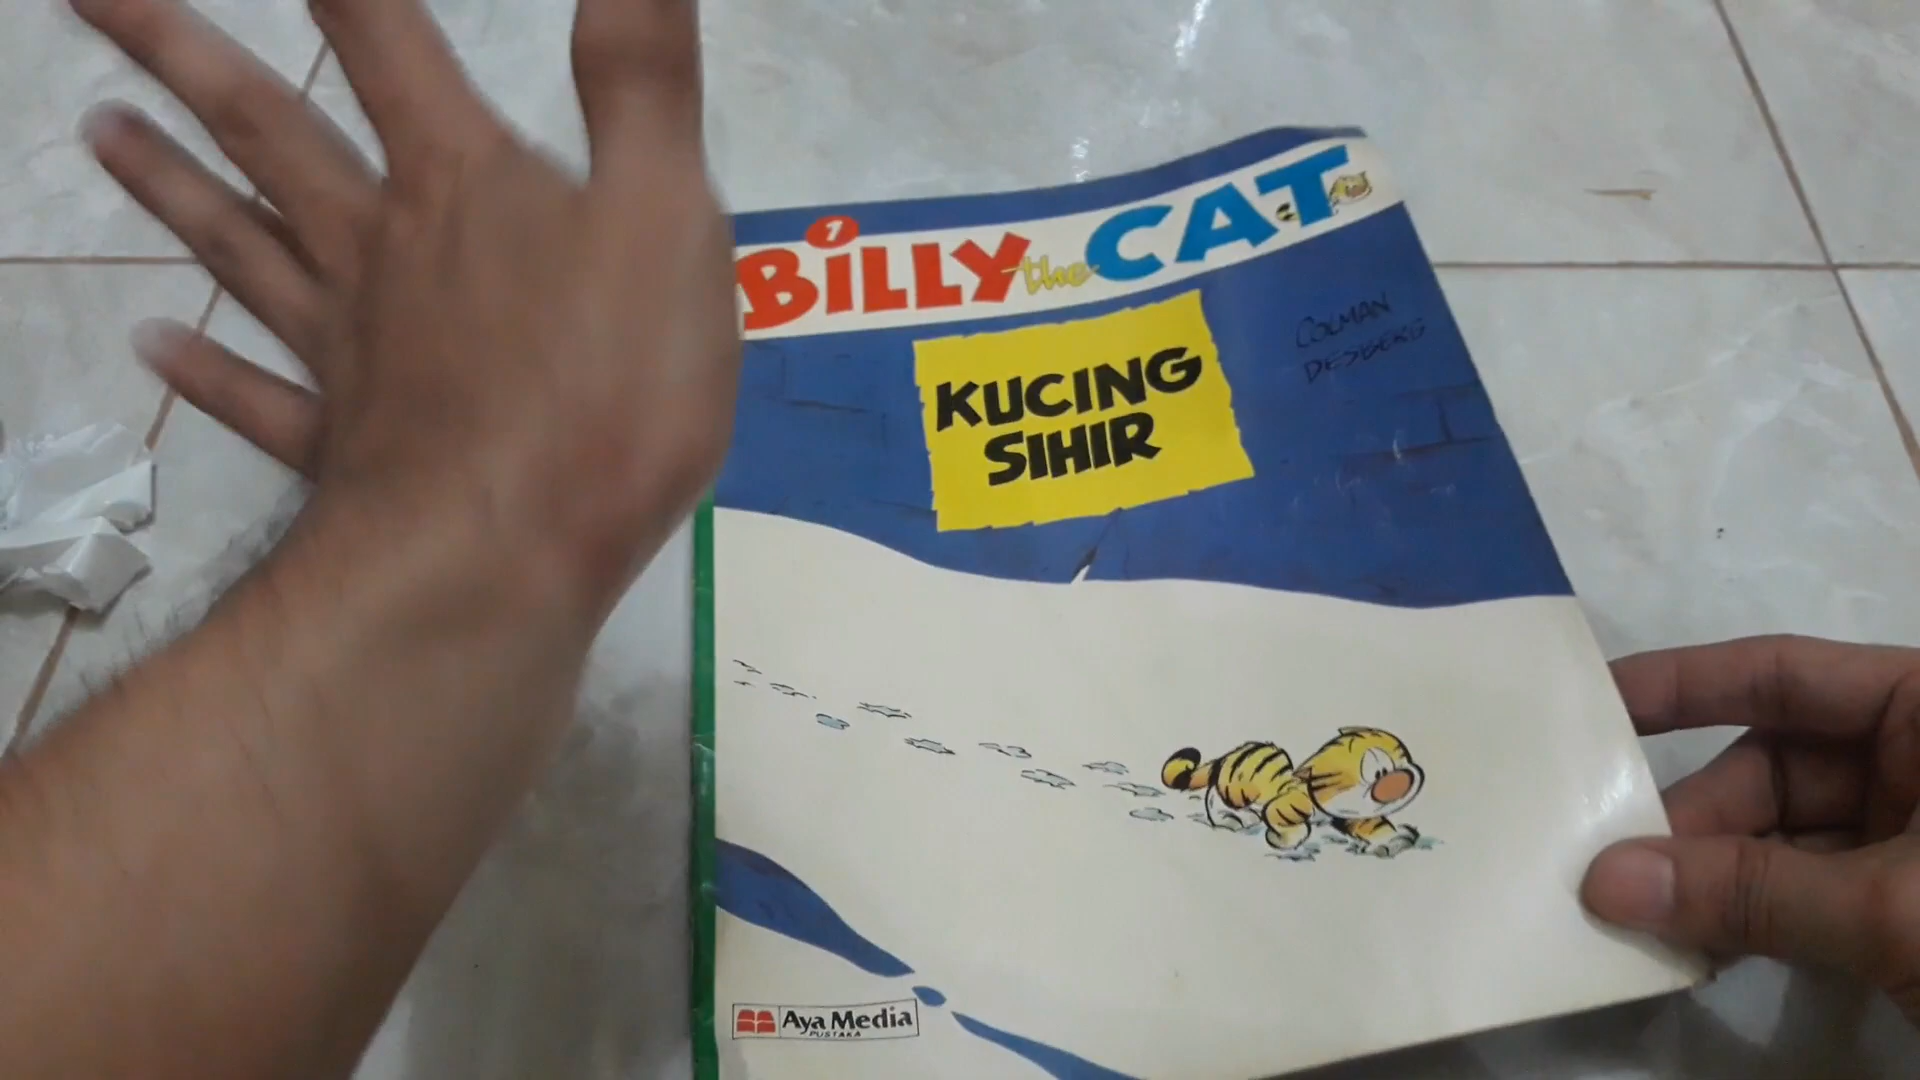 7
BiLLY the CAT
KUCING
SIHIR
COLMAN
DESBERG
Aya Media
PUSTAKA